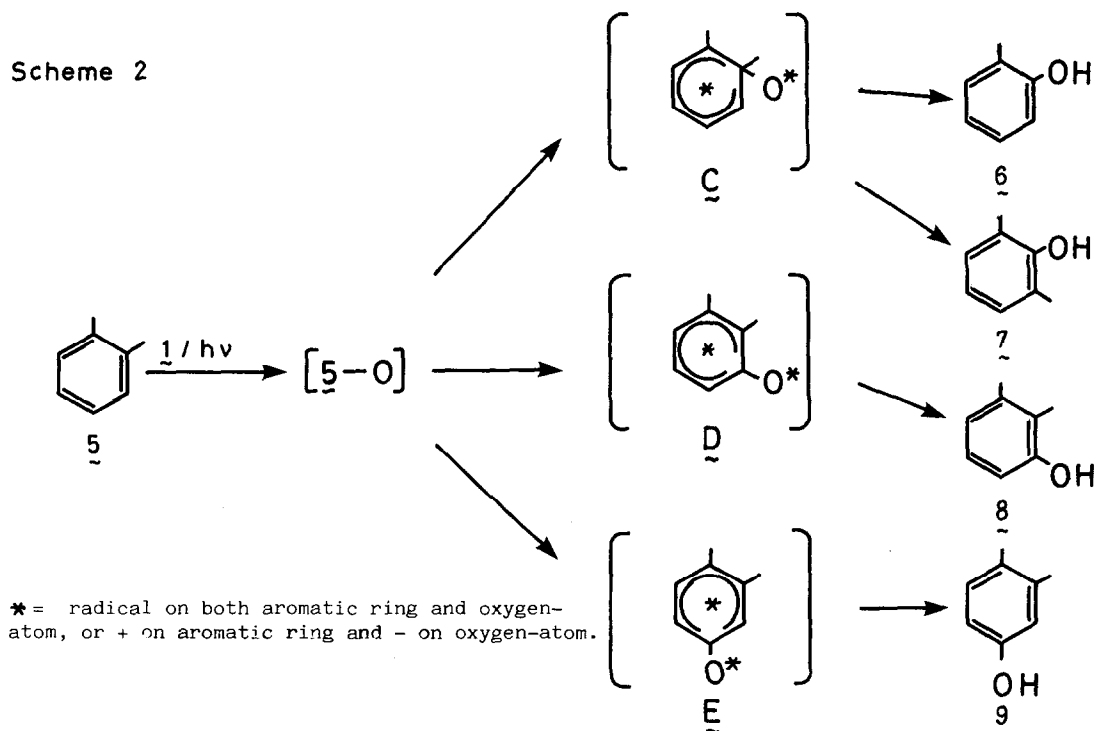 Scheme 2
O*
*
C
OH
6
OH
7
5
1 / hν
[5–O]
*
O*
D
OH
8
* = radical on both aromatic ring and oxygen-
atom, or + on aromatic ring and – on oxygen-atom.
*
O*
E
OH
9